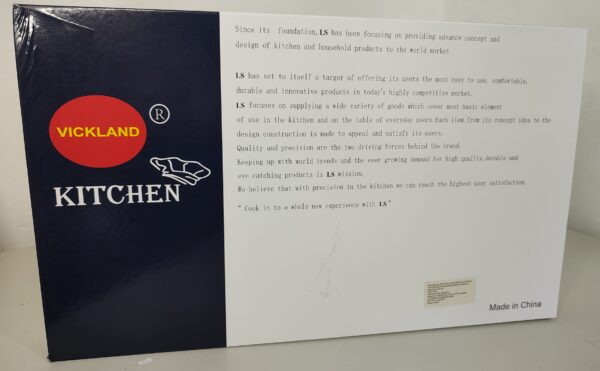 VICKLAND
®
KITCHEN
Since its foundation, LS has been focusing on providing advance concept and
design of kitchen and household products to the world market
LS has set to itself a targer of offering its users the most easy to use, comfortable,
durable and innovative products in today's highly competitive market.
LS focuses on supplying a wide variety of goods which cover most basic element
of use in the kitchen and on the table of everyday users.Each item from its concept idea to the
design construction is made to appeal and satisfy its users.
Quality and precision are the two driving forces behind the brand.
Keeping up with world trends and the ever growing demand for high quality,durable and
eye catching products is LS mission.
We believe that with precision in the kitchen we can reach the highest user satisfaction.
" Cook in to a whole new experience with LS "
Made in China